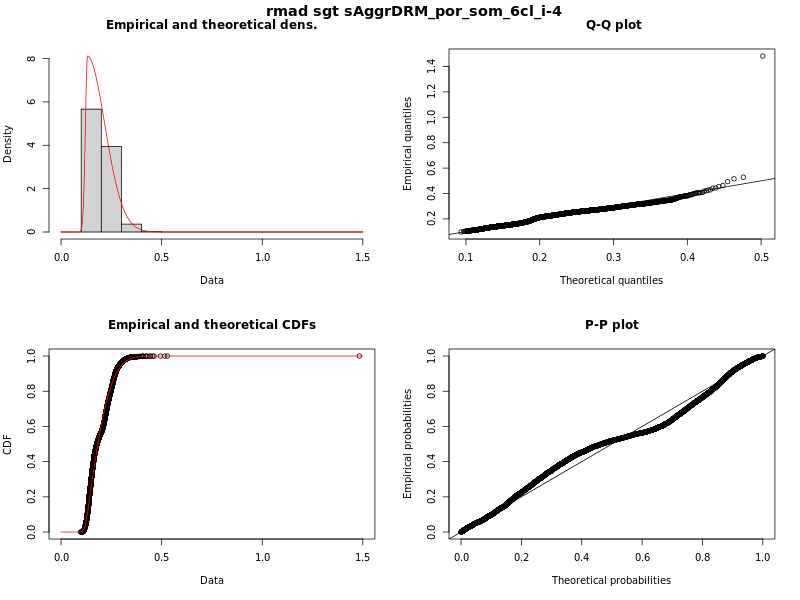 rmad sgt sAggrDRM_por_som_6cl_i-4
Empirical and theoretical dens.
Density
0 2 4 6 8
0.0 0.5 1.0 1.5
Data
Q-Q plot
Empirical quantiles
0.2 0.4 0.6 0.8 1.0 1.2 1.4
0.1 0.2 0.3 0.4 0.5
Theoretical quantiles
Empirical and theoretical CDFs
CDF
0.0 0.2 0.4 0.6 0.8 1.0
0.0 0.5 1.0 1.5
Data
P-P plot
Empirical probabilities
0.0 0.2 0.4 0.6 0.8 1.0
0.0 0.2 0.4 0.6 0.8 1.0
Theoretical probabilities